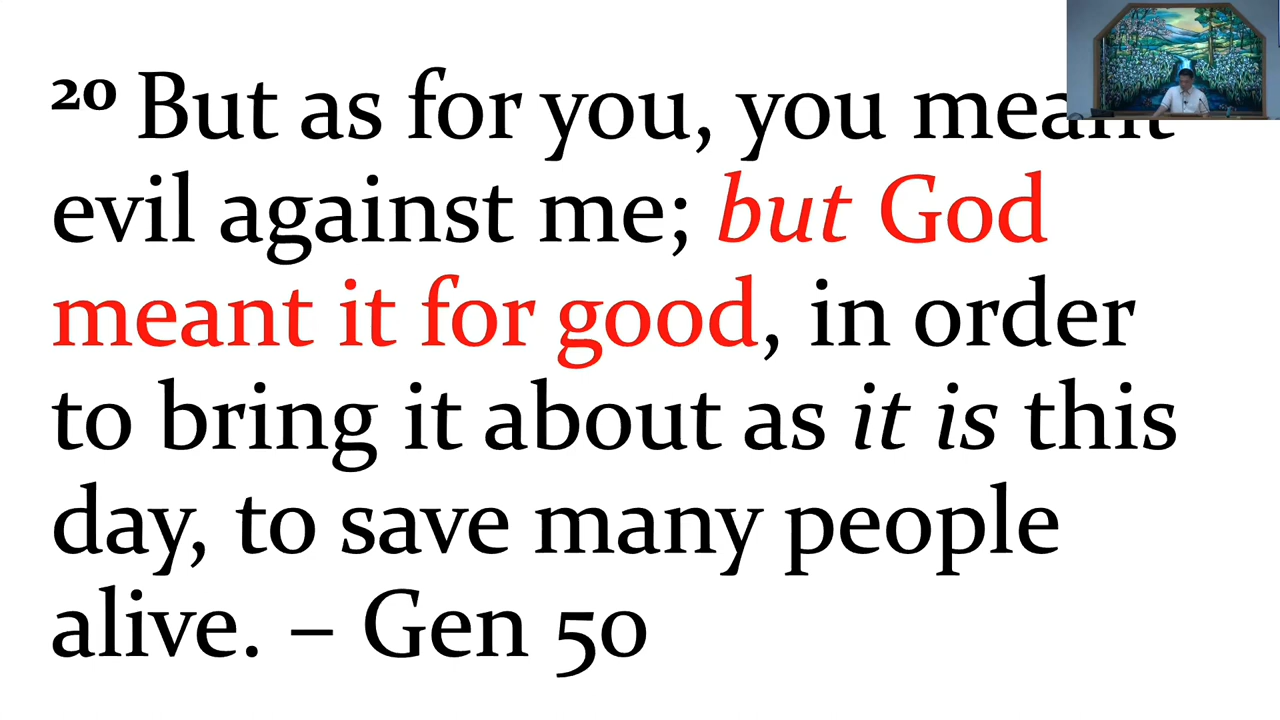 20 But as for you, you meant
evil against me; but God
meant it for good, in order
to bring it about as it is this
day, to save many people
alive. – Gen 50